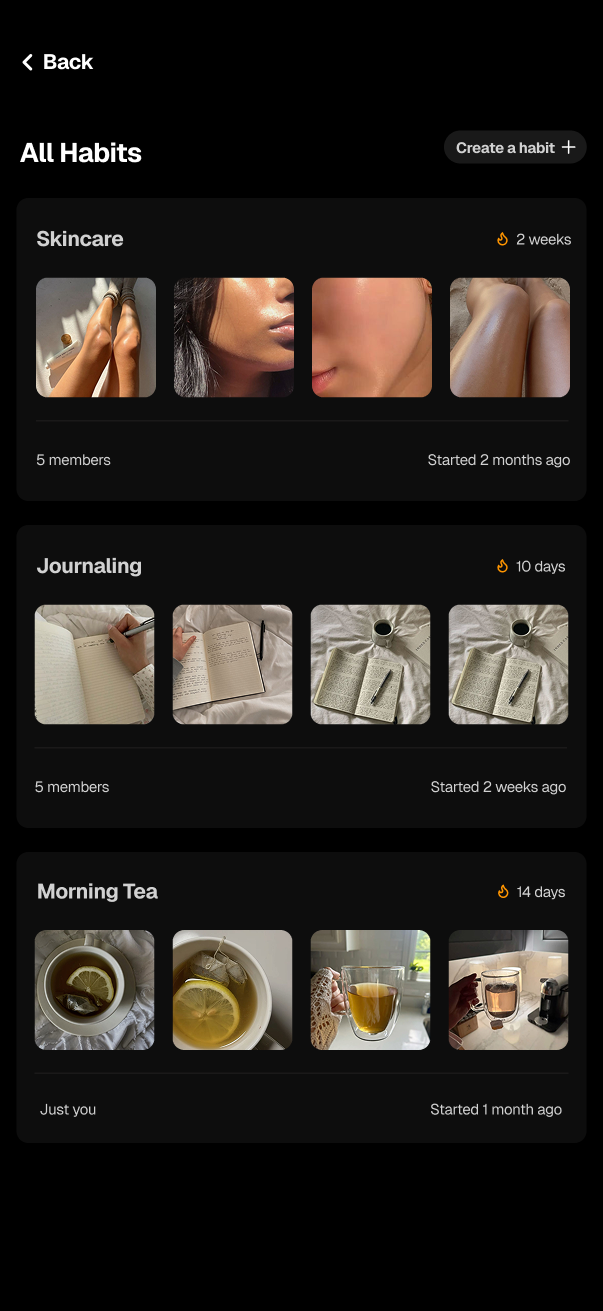 Back
All Habits
Create a habit
Skincare
2 weeks
5 members
Started 2 months ago
Journaling
10 days
5 members
Started 2 weeks ago
Morning Tea
14 days
Just you
Started 1 month ago